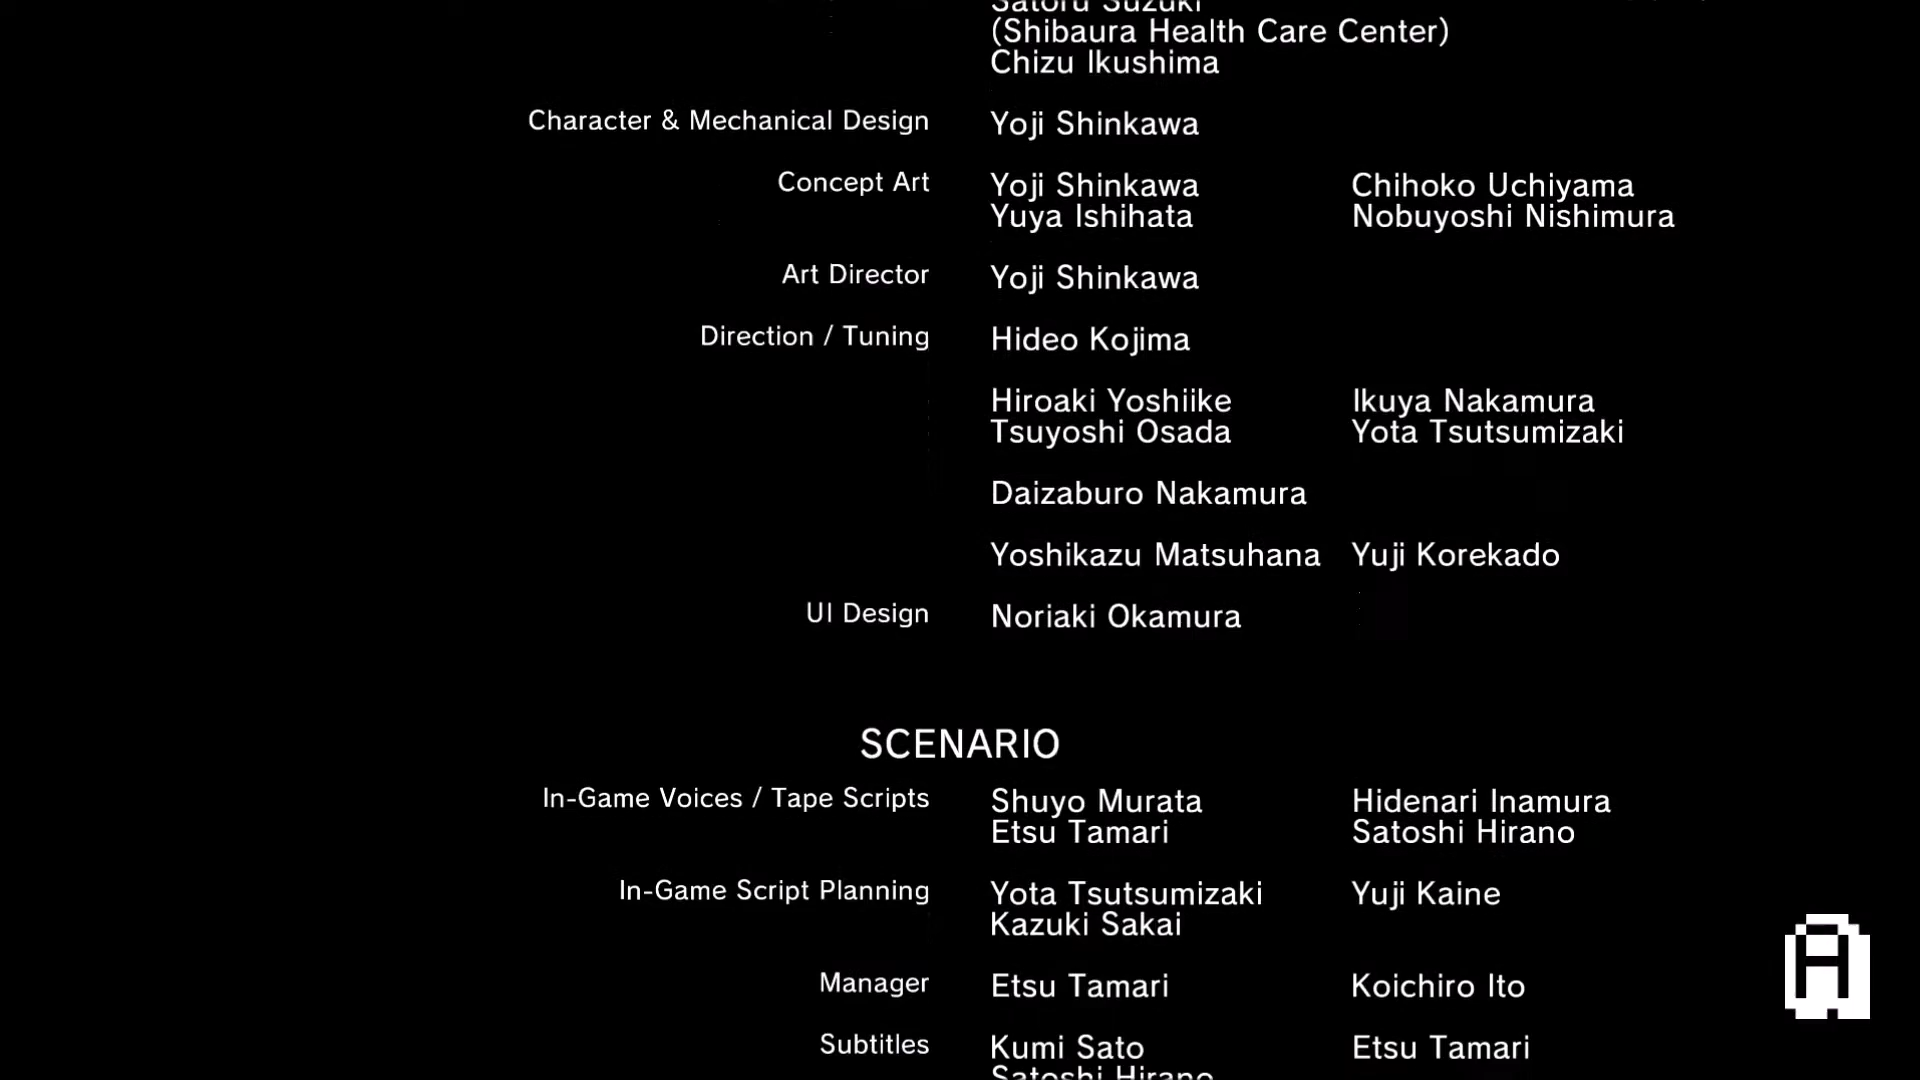 Satoru Suzuki
(Shibaura Health Care Center)
Chizu Ikushima
Character & Mechanical Design Yoji Shinkawa
Concept Art Yoji Shinkawa Chihoko Uchiyama
Yuya Ishihata Nobuyoshi Nishimura
Art Director Yoji Shinkawa
Direction / Tuning Hideo Kojima
Hiroaki Yoshiike Ikuya Nakamura
Tsuyoshi Osada Yota Tsutsumizaki
Daizaburo Nakamura
Yoshikazu Matsuhana Yuji Korekado
UI Design Noriaki Okamura
SCENARIO
In-Game Voices / Tape Scripts Shuyo Murata Hidenari Inamura
Etsu Tamari Satoshi Hirano
In-Game Script Planning Yota Tsutsumizaki Yuji Kaine
Kazuki Sakai
Manager Etsu Tamari Koichiro Ito
Subtitles Kumi Sato Etsu Tamari
Satoshi Hirano
A